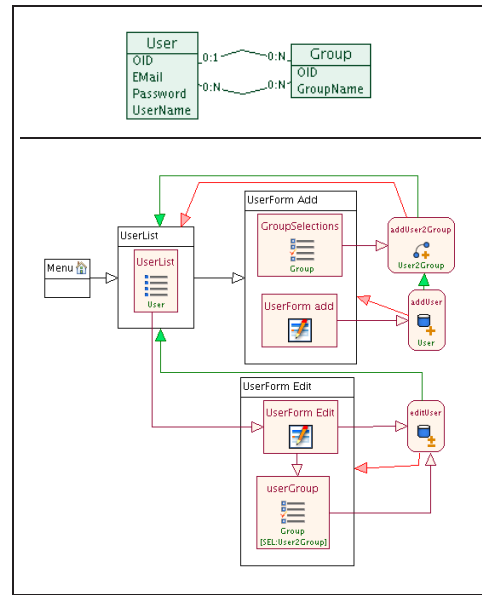 User
OID
EMail
Password
UserName
0:1
0:N
0:N
0:N
Group
OID
GroupName
UserForm Add
GroupSelections
Group
addUser2Group
User2Group
UserList
UserList
User
Menu
UserForm add
addUser
User
UserForm Edit
UserForm Edit
editUser
userGroup
Group
[SEL:User2Group]